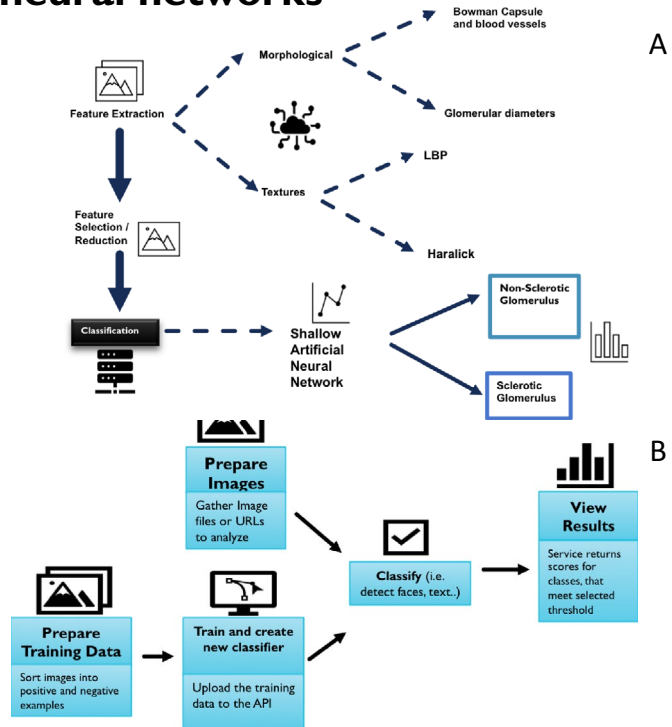 neural networks
A
Bowman Capsule
and blood vessels
Morphological
Feature Extraction
Glomerular diameters
LBP
Textures
Feature
Selection /
Reduction
Haralick
Non-Sclerotic
Glomerulus
Classification
Shallow
Artificial
Neural
Network
Sclerotic
Glomerulus
B
Prepare
Images
Gather Image
files or URLs
to analyze
View
Results
Service returns
scores for
classes, that
meet selected
threshold
Classify (i.e.
detect faces, text..)
Prepare
Training Data
Sort images into
positive and negative
examples
Train and create
new classifier
Upload the training
data to the API